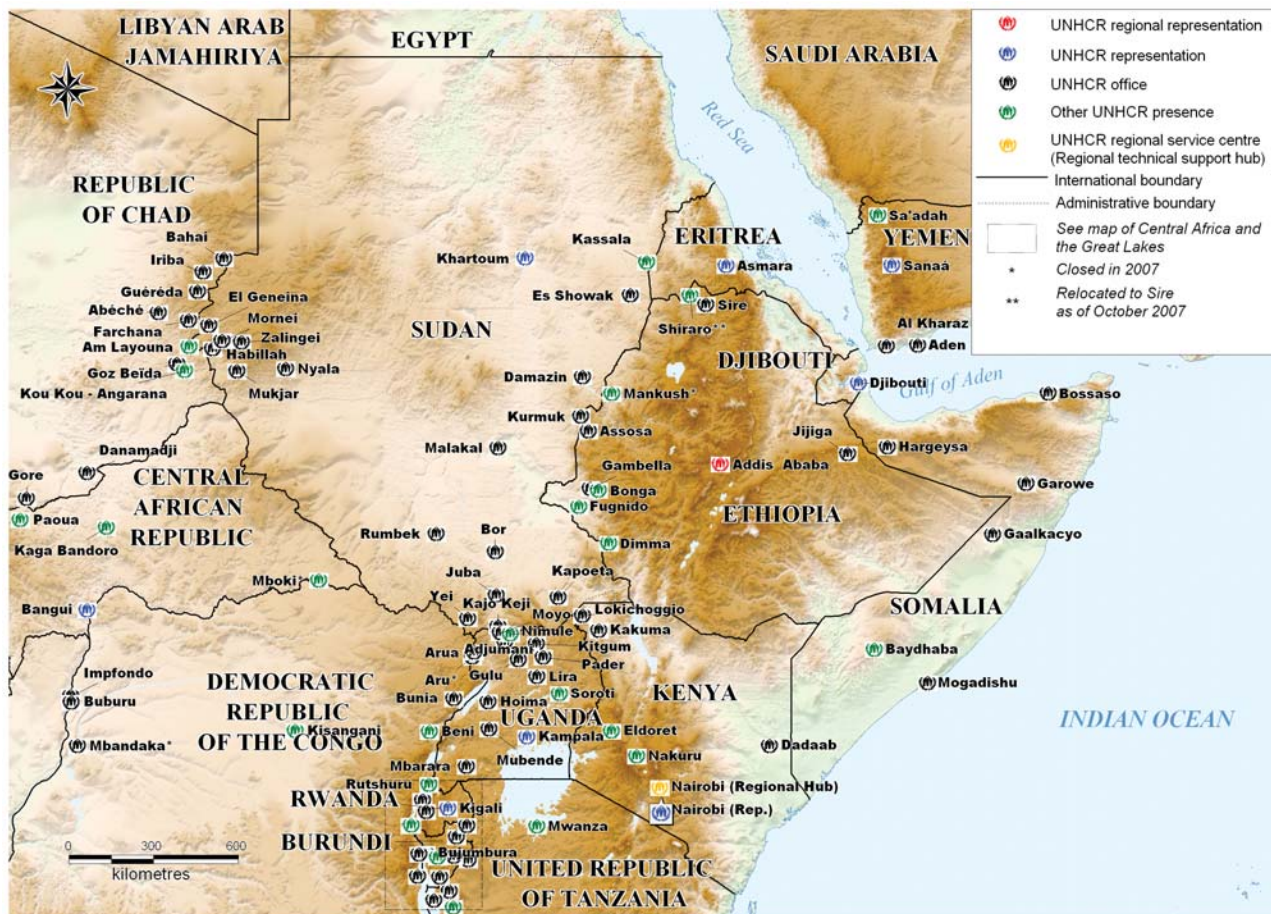 LIBYAN ARAB
JAMAHIRIYA
EGYPT
SAUDI ARABIA
Red Sea
UNHCR regional representation
UNHCR representation
UNHCR office
Other UNHCR presence
UNHCR regional service centre
(Regional technical support hub)
International boundary
Administrative boundary
See map of Central Africa and
the Great Lakes
* Closed in 2007
** Relocated to Sire
as of October 2007
REPUBLIC
OF CHAD
Bahai
Iriba
Guéréda
Abéché
Farchana
Am Layouna
Goz Beïda
Kou Kou - Angarana
El Geneina
Mornei
Zalingei
Habillah
Nyala
Mukjar
Khartoum
Kassala
Es Showak
SUDAN
ERITREA
Asmara
Sire
Shiraro**
Sa'adah
YEMEN
Sanaá
Al Kharaz
Aden
DJIBOUTI
Djibouti
Gulf of Aden
Bossaso
Damazin
Mankush*
Kurmuk
Assosa
Malakal
Gambella
Bonga
Fugnido
Dimma
Addis Ababa
Jijiga
Hargeysa
ETHIOPIA
Garowe
Gaalkacyo
Danamadji
Gore
CENTRAL
AFRICAN
REPUBLIC
Paoua
Kaga Bandoro
Mboki
Bangui
Rumbek
Bor
Juba
Kapoeta
Yei
Kajo Keji
Moyo
Lokichoggio
Nimule*
Kakuma
Kitgum
Adjumani
Pader
Arua
Aru*
Gulu
Lira
Soroti
Bunia
Hoima
UGANDA
Beni
Kampala
Mubende
Mbarara
Rutshuru
SOMALIA
Baydhaba
Mogadishu
KENYA
INDIAN OCEAN
Eldoret
Nakuru
Dadaab
Nairobi (Regional Hub)
Nairobi (Rep.)
Impfondo
Buburu
Mbandaka*
DEMOCRATIC
REPUBLIC
OF THE CONGO
Kisangani
RWANDA
Kigali
BURUNDI
Bujumbura
Mwanza
UNITED REPUBLIC
OF TANZANIA
0 300 600
kilometres